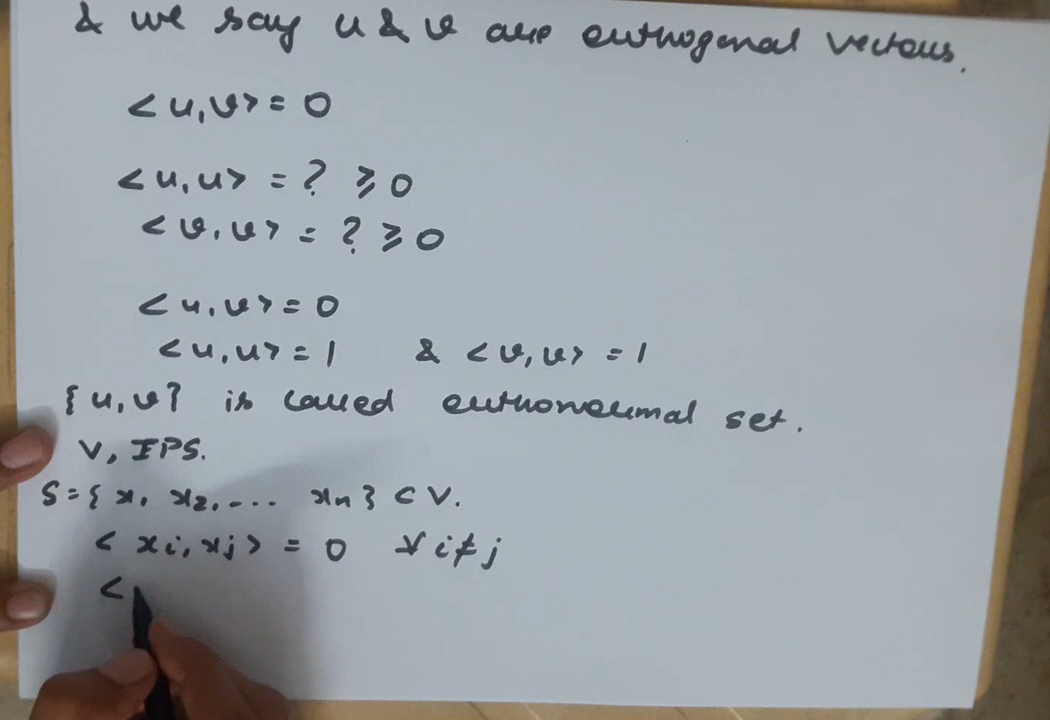 & we say u & v are orthogonal vectors.
<u,v> = 0
<u,u> = ? ≥ 0
<v,v> = ? ≥ 0
<u,v> = 0
<u,u> = 1 & <v,v> = 1
{u,v} is called orthonormal set.
V, IPS.
S = {x1 x2, .... xn} ⊂ V.
< xi, xj > = 0 ∀ i ≠ j
<